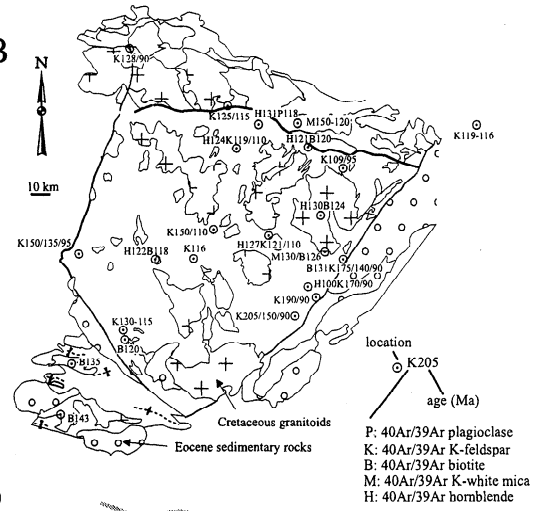 B
K128/90
N
K125/115
H131P118
M150-120
K119-116
H124K119/110
H121B120
K109/95
10 km
H130B124
K150/110
K150/135/95
H122B118
K116
H127K121/110
M130/B126
B131K175/140/90
H100K170/90
K190/90
K130-115
K205/150/90
B120
B135
location
K205
age (Ma)
B143
Cretaceous granitoids
Eocene sedimentary rocks
P: 40Ar/39Ar plagioclase
K: 40Ar/39Ar K-feldspar
B: 40Ar/39Ar biotite
M: 40Ar/39Ar K-white mica
H: 40Ar/39Ar hornblende